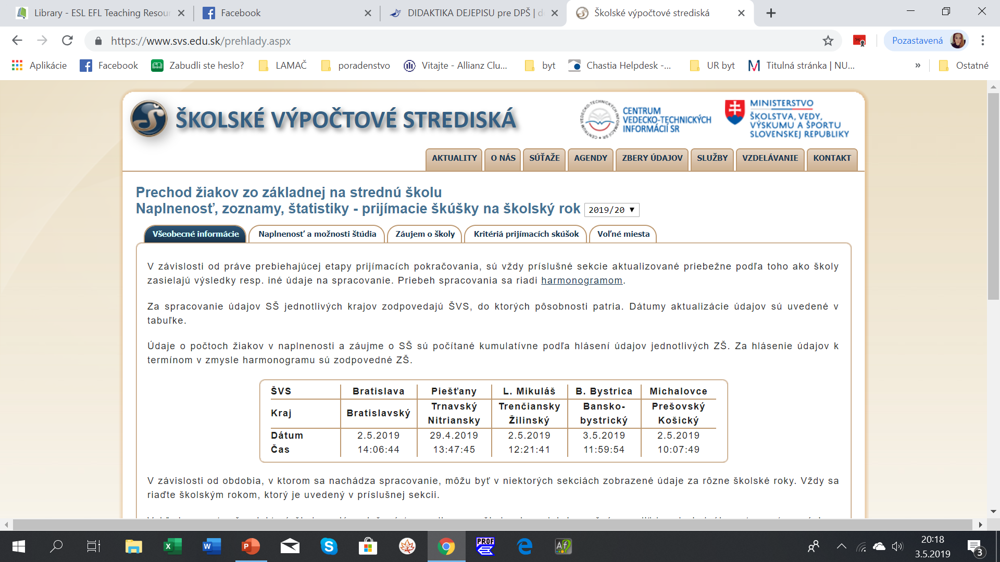 Library - ESL EFL Teaching Resour
Facebook
DIDAKTIKA DEJEPISU pre DPŠ | d
Školské výpočtové strediská
https://www.svs.edu.sk/prehlady.aspx
Pozastavená
Aplikácie
Facebook
Zabudli ste heslo?
LAMAČ
poradenstvo
Vitajte - Allianz Clu...
byt
Chastia Helpdesk -...
UR byt
Titulná stránka | NU...
»
Ostatné
ŠKOLSKÉ VÝPOČTOVÉ STREDISKÁ
CENTRUM
VEDECKO-TECHNICKÝCH
INFORMÁCIÍ SR
MINISTERSTVO
ŠKOLSTVA, VEDY,
VÝSKUMU A ŠPORTU
SLOVENSKEJ REPUBLIKY
AKTUALITY O NÁS SÚŤAŽE AGENDY ZBERY ÚDAJOV SLUŽBY VZDELÁVANIE KONTAKT
Prechod žiakov zo základnej na strednú školu
Naplnenosť, zoznamy, štatistiky - prijímacie škúšky na školský rok 2019/20
Všeobecné informácie Naplnenosť a možnosti štúdia Záujem o školy Kritériá prijímacích skúšok Voľné miesta
V závislosti od práve prebiehajúcej etapy prijímacích pokračovania, sú vždy príslušné sekcie aktualizované priebežne podľa toho ako školy
zasielajú výsledky resp. iné údaje na spracovanie. Priebeh spracovania sa riadi harmonogramom.
Za spracovanie údajov SŠ jednotlivých krajov zodpovedajú ŠVS, do ktorých pôsobnosti patria. Dátumy aktualizácie údajov sú uvedené v
tabuľke.
Údaje o počtoch žiakov v naplnenosti a záujme o SŠ sú počítané kumulatívne podľa hlásení údajov jednotlivých ZŠ. Za hlásenie údajov k
termínom v zmysle harmonogramu sú zodpovedné ZŠ.
ŠVS Bratislava Piešťany L. Mikuláš B. Bystrica Michalovce
Kraj Bratislavský Trnavský Nitriansky Trenčiansky Žilinský Bansko-bystrický Prešovský Košický
Dátum 2.5.2019 29.4.2019 2.5.2019 3.5.2019 2.5.2019
Čas 14:06:44 13:47:45 12:21:41 11:59:54 10:07:49
V závislosti od obdobia, v ktorom sa nachádza spracovanie, môžu byť v niektorých sekciách zobrazené údaje za rôzne školské roky. Vždy sa
riaďte školským rokom, ktorý je uvedený v príslušnej sekcii.
PROF
20:18
3.5.2019
3